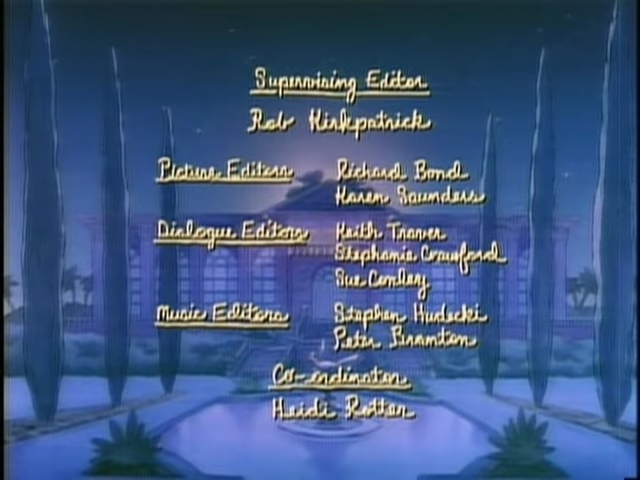 Supervising Editor
Rob Kirkpatrick
Picture Editors Richard Bond
Karen Saunders
Dialogue Editors Keith Traver
Stephanie Crawford
Sue Conley
Music Editors Stephen Hudecki
Peter Branton
Co-ordinator
Heidi Rotter